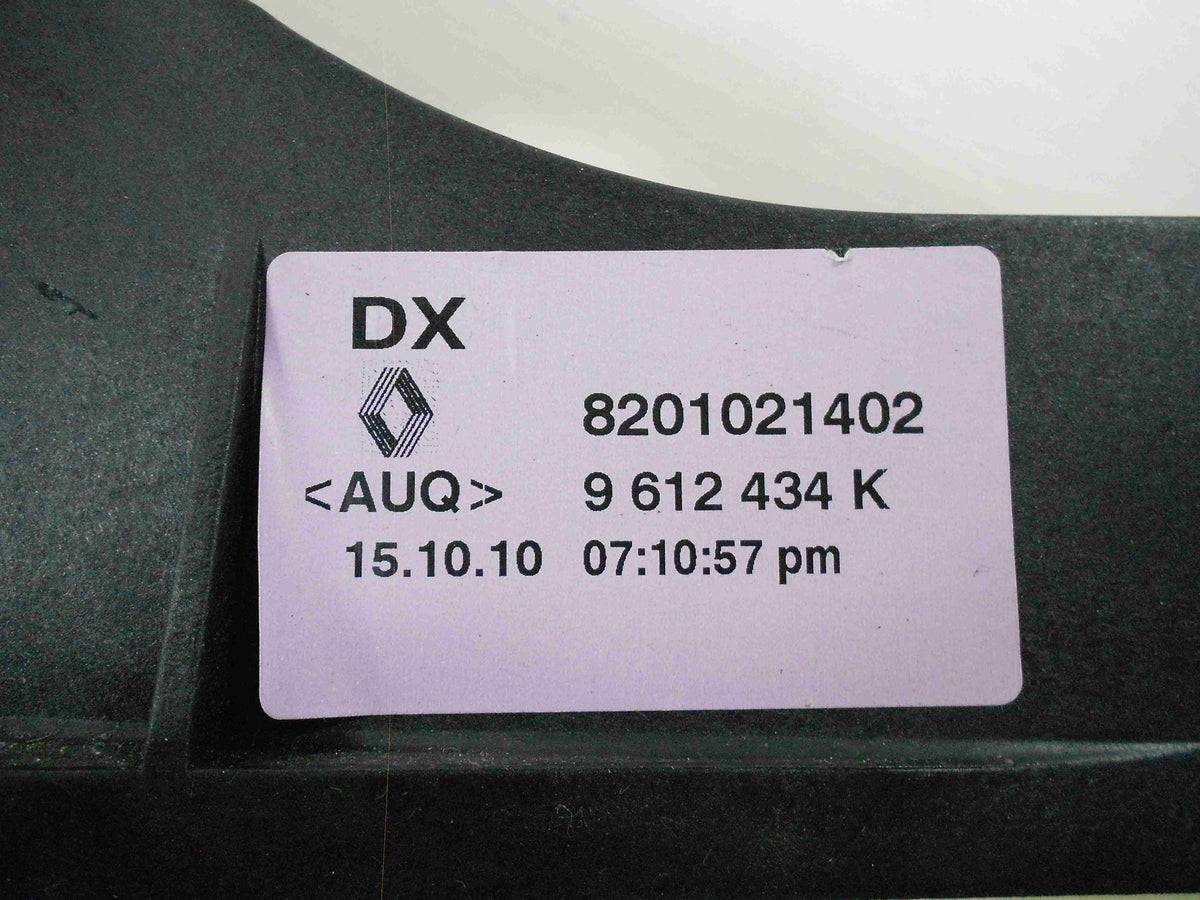 DX
8201021402
<AUQ> 9 612 434 K
15.10.10 07:10:57 pm